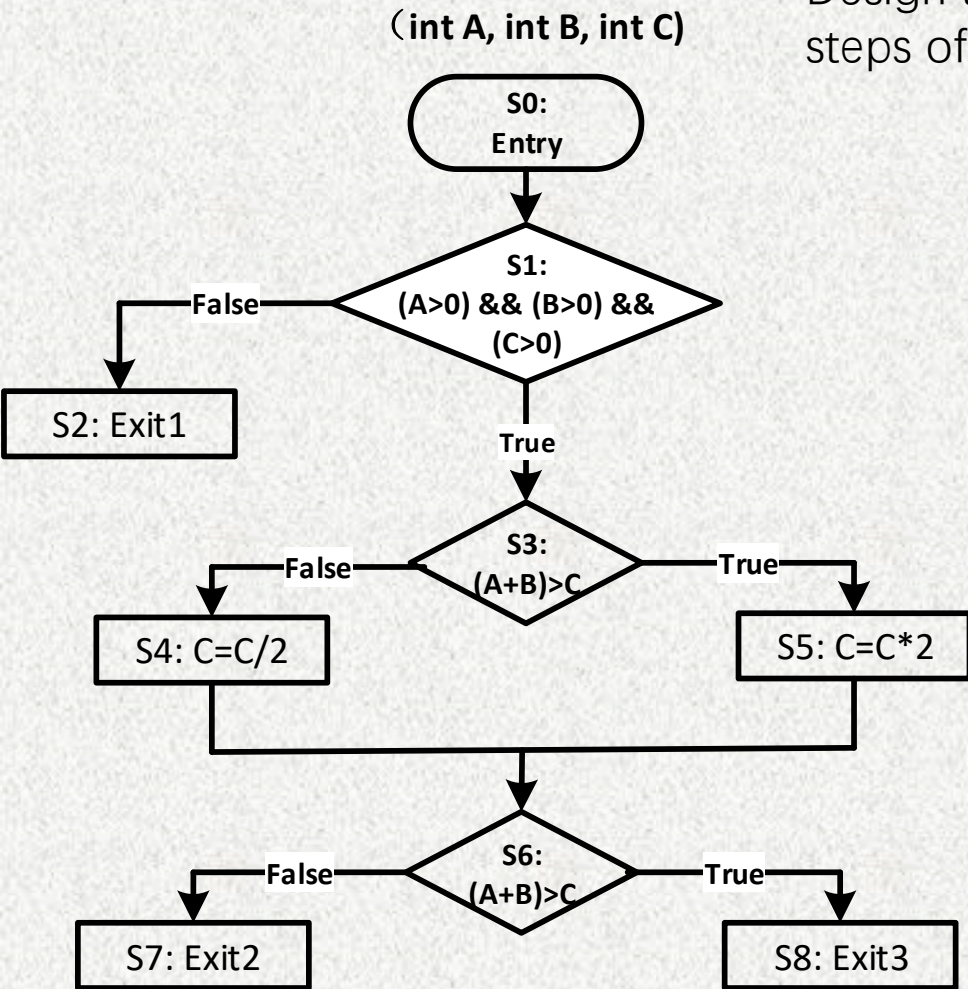 Design
steps of
（int A, int B, int C)
S0:
Entry
S1:
(A>0) && (B>0) &&
(C>0)
False
S2: Exit1
True
S3:
(A+B)>C
False
True
S4: C=C/2
S5: C=C*2
S6:
(A+B)>C
False
True
S7: Exit2
S8: Exit3